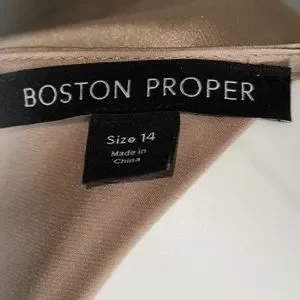 BOSTON PROPER
Size 14
Made in
China